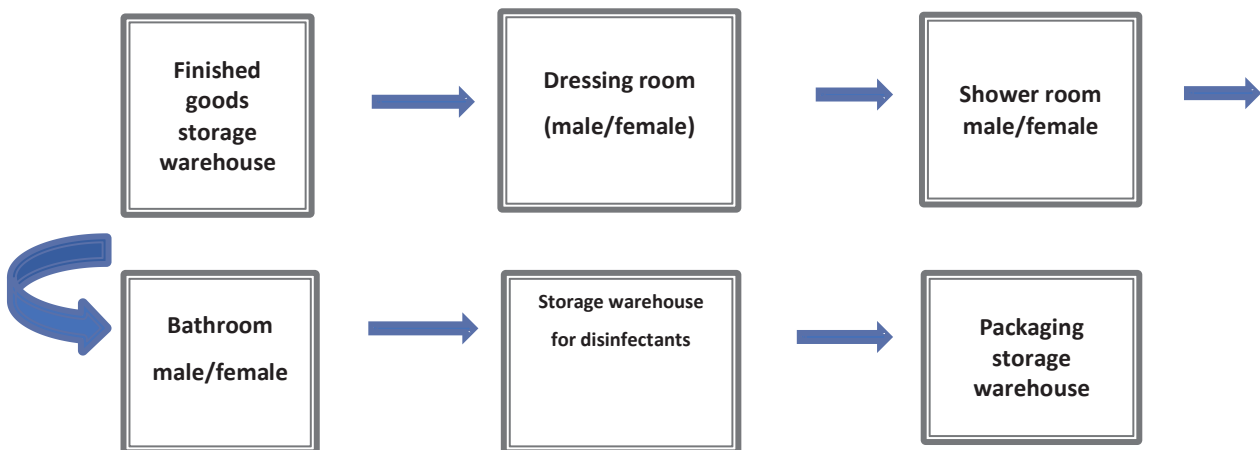 Finished
goods
storage
warehouse
Dressing room
(male/female)
Shower room
male/female
Bathroom
male/female
Storage warehouse
for disinfectants
Packaging
storage
warehouse